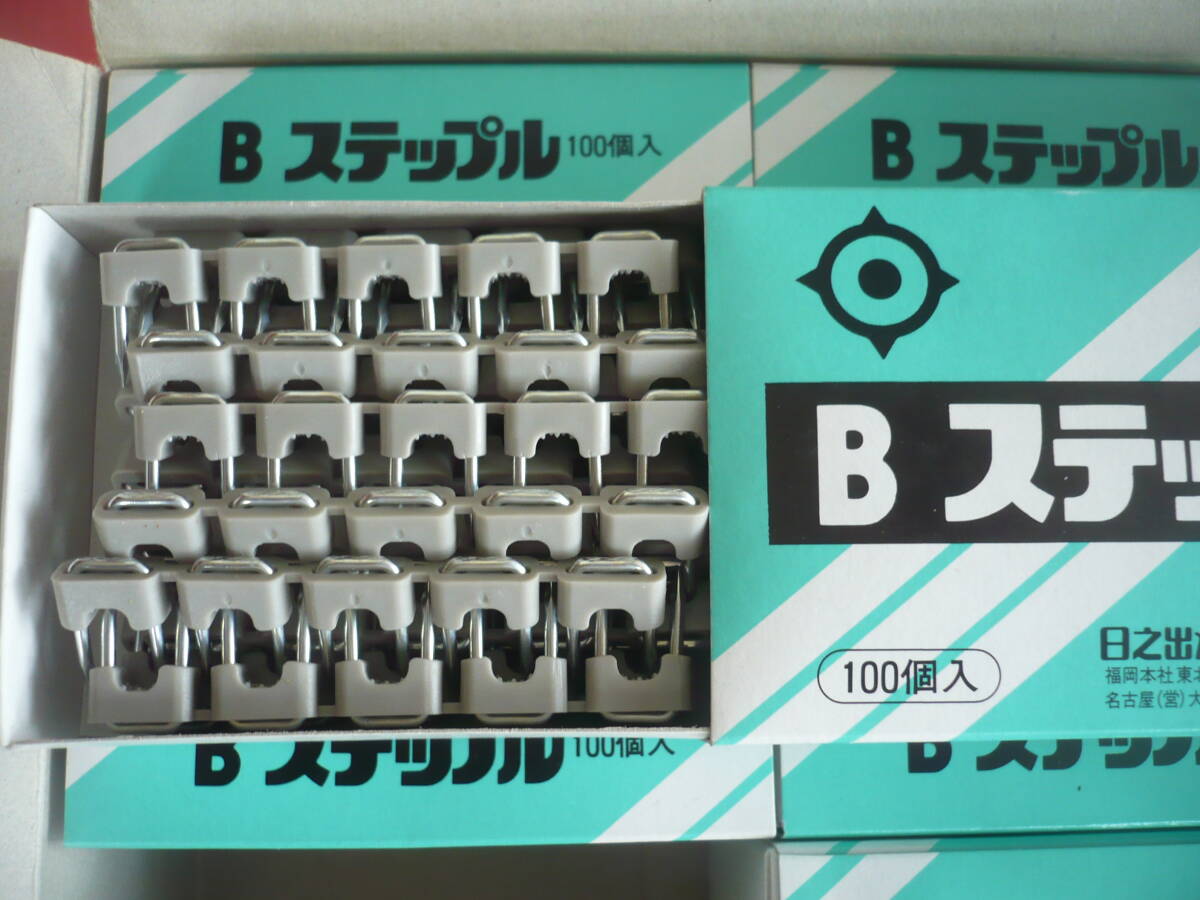 B ステップル 100個入
B ステップル
B ステッ
100個入
日之出
福岡本社東
名古屋(営)大
B ステップル 100個入
B ステップル